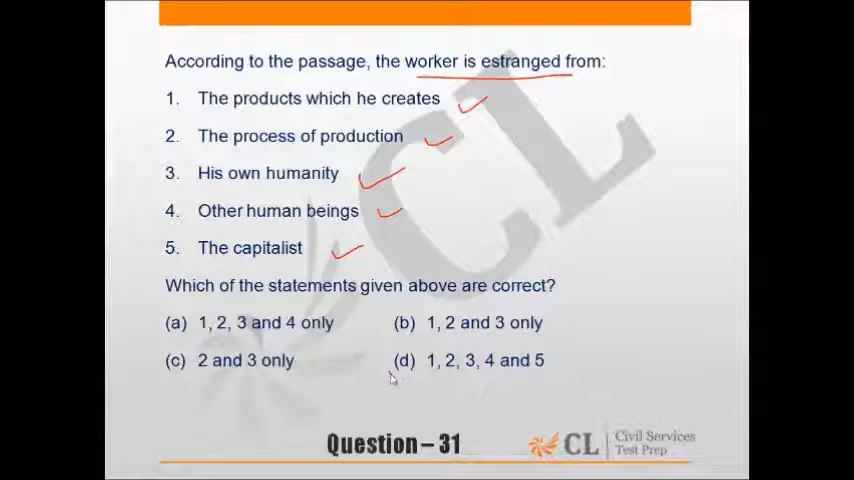 According to the passage, the worker is estranged from:
1. The products which he creates
2. The process of production
3. His own humanity
4. Other human beings
5. The capitalist
Which of the statements given above are correct?
(a) 1, 2, 3 and 4 only (b) 1, 2 and 3 only
(c) 2 and 3 only (d) 1, 2, 3, 4 and 5
Question – 31
CL Civil Services
Test Prep
CL